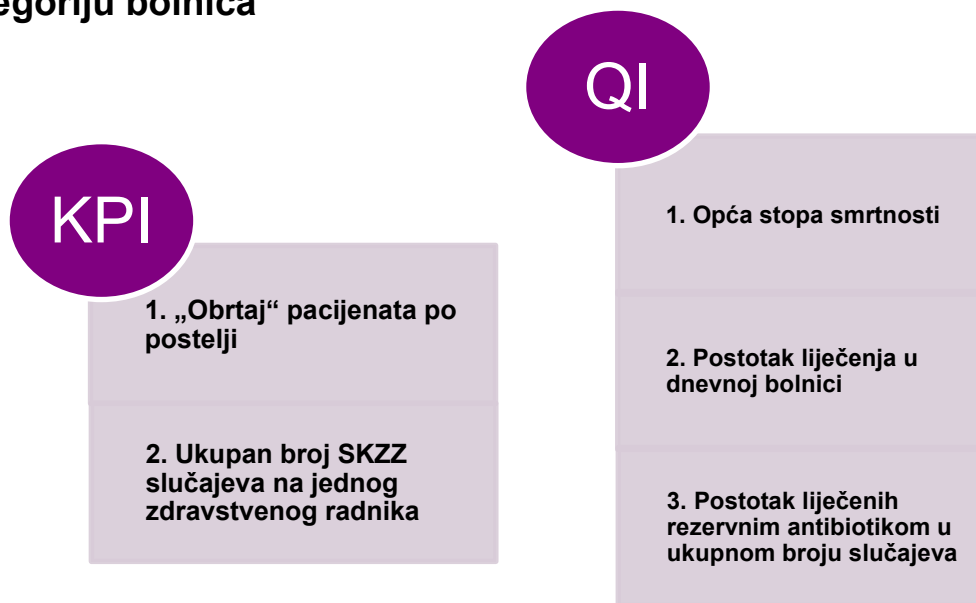 bolnica
KPI
1. „Obrtaj“ pacijenata po
postelji
2. Ukupan broj SKZZ
slučajeva na jednog
zdravstvenog radnika
QI
1. Opća stopa smrtnosti
2. Postotak liječenja u
dnevnoj bolnici
3. Postotak liječenih
rezervnim antibiotikom u
ukupnom broju slučajeva